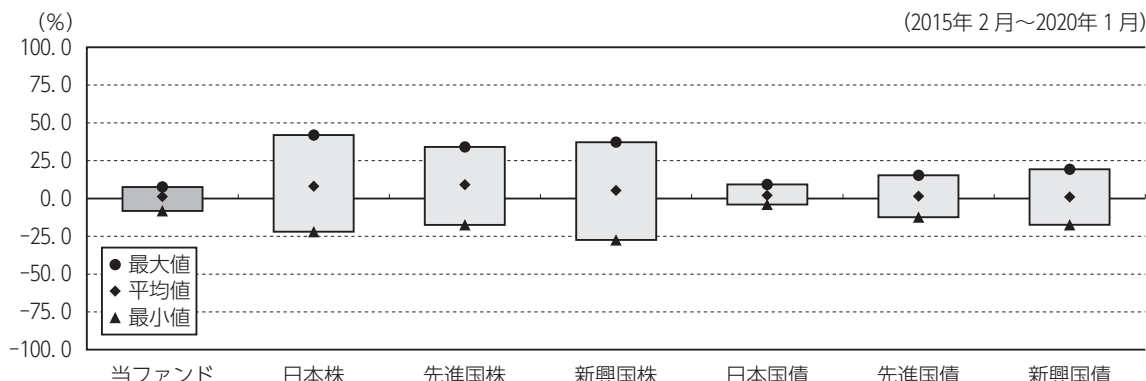 (%)
(2015年2月～2020年1月)
100.0
75.0
50.0
25.0
0.0
-25.0
-50.0
-75.0
-100.0
● 最大値
◆ 平均値
▲ 最小値
当ファンド 日本株 先進国株 新興国株 日本国債 先進国債 新興国債